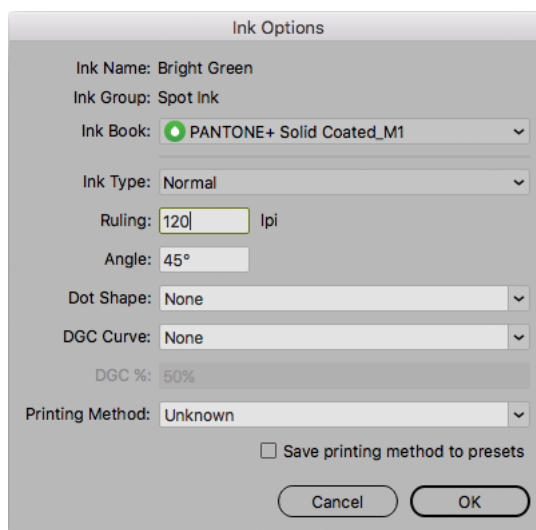 Ink Options
Ink Name: Bright Green
Ink Group: Spot Ink
Ink Book: PANTONE+ Solid Coated_M1
Ink Type: Normal
Ruling: 120 lpi
Angle: 45°
Dot Shape: None
DGC Curve: None
DGC %: 50%
Printing Method: Unknown
Save printing method to presets
Cancel OK